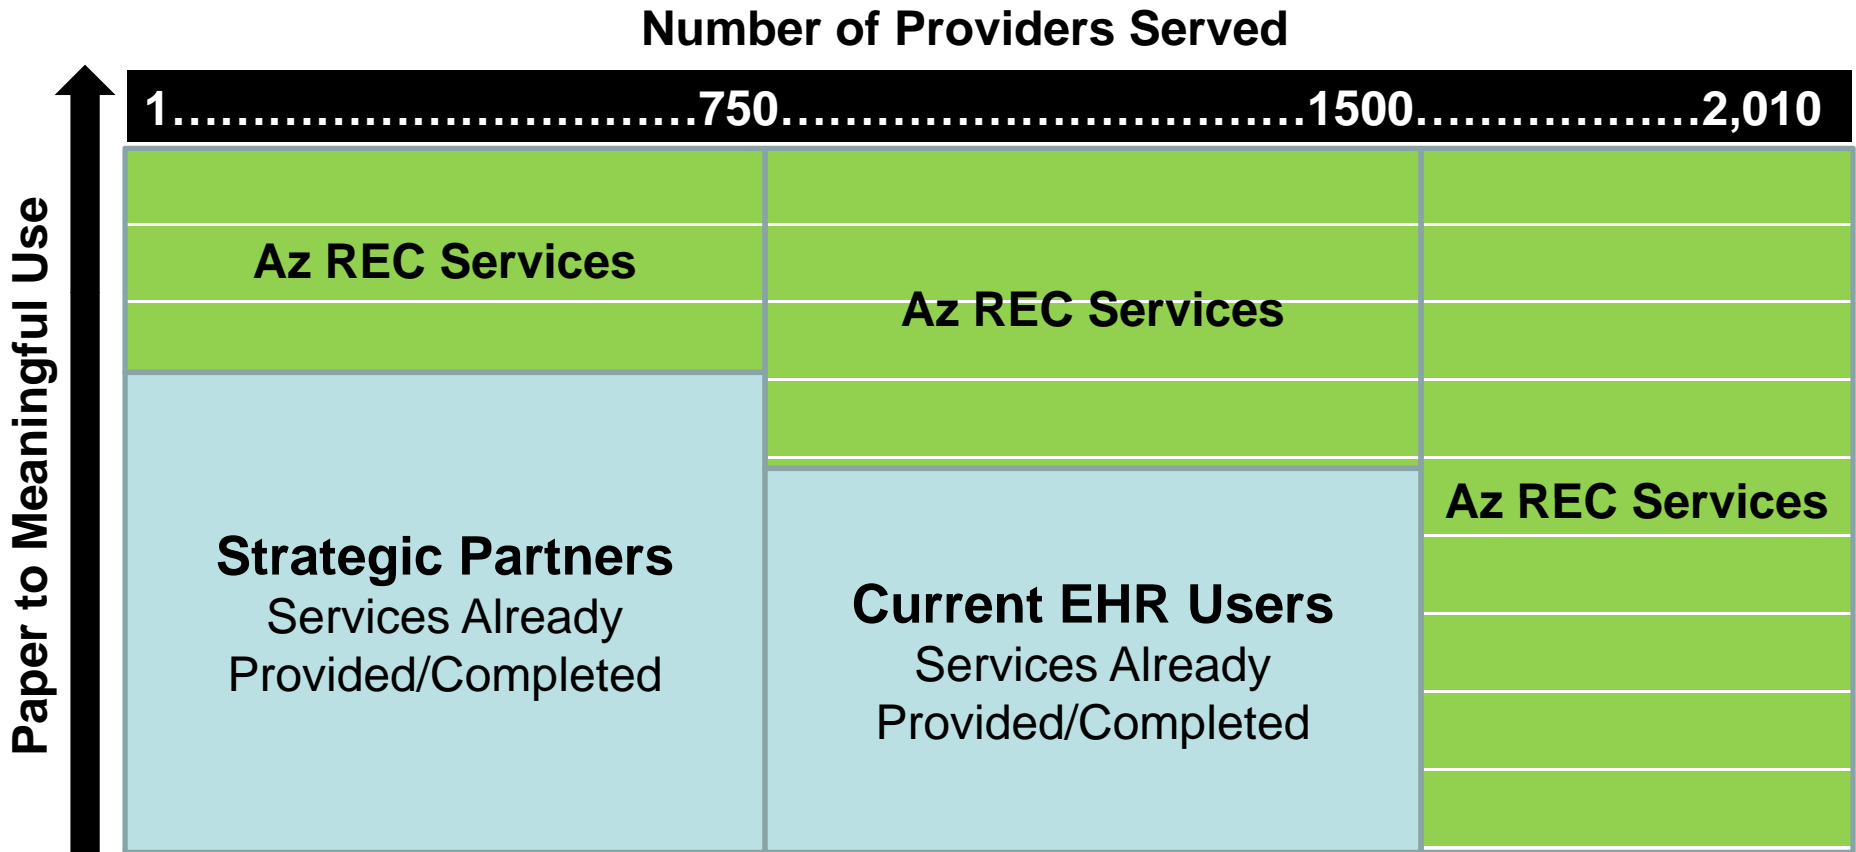 Number of Providers Served
1……………………………750……………………………1500………………2,010
Paper to Meaningful Use
Az REC Services
Strategic Partners
Services Already
Provided/Completed
Az REC Services
Current EHR Users
Services Already
Provided/Completed
Az REC Services